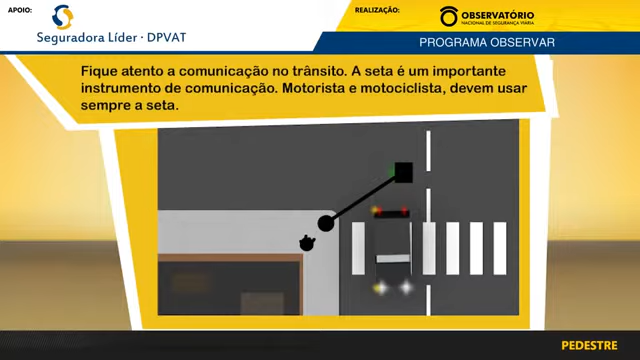 APOIO:
Seguradora Líder · DPVAT
REALIZAÇÃO:
OBSERVATÓRIO
NACIONAL DE SEGURANÇA VIÁRIA
PROGRAMA OBSERVAR
Fique atento a comunicação no trânsito. A seta é um importante
instrumento de comunicação. Motorista e motociclista, devem usar
sempre a seta.
PEDESTRE